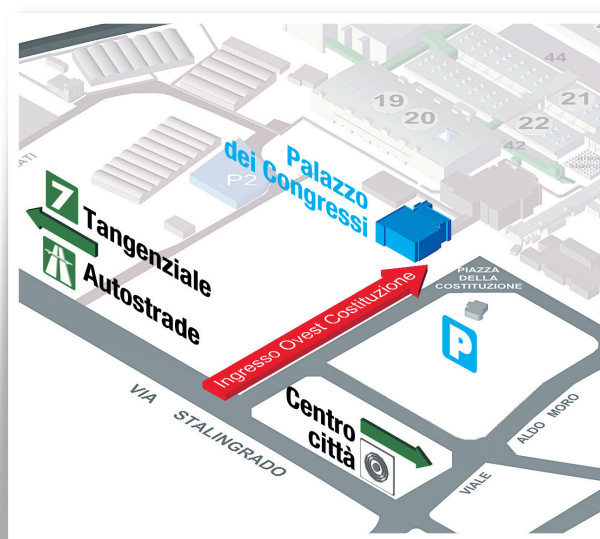 44
19
21
20
22
42
ATI
P2
Palazzo
dei Congressi
7
Tangenziale
Autostrade
PIAZZA
DELLA
COSTITUZIONE
Ingresso Ovest Costituzione
P
VIA STALINGRADO
Centro
città
VIALE ALDO MORO